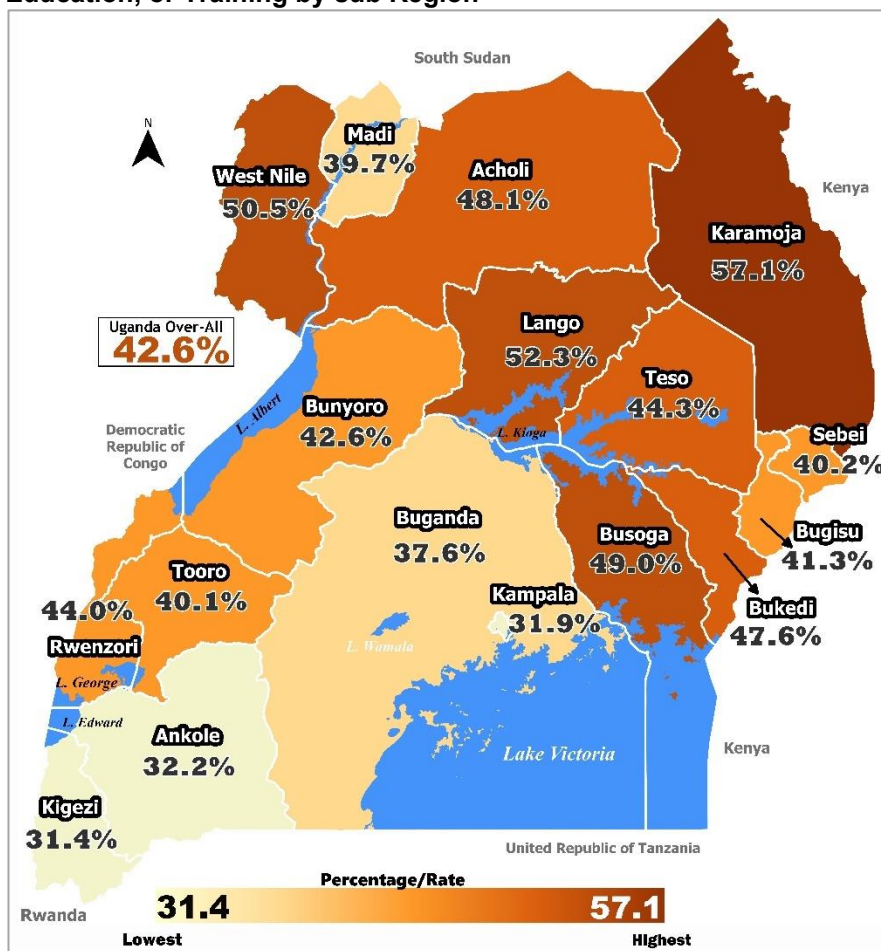 Education, or Training by sub Region
South Sudan
N
Madi
39.7%
West Nile
50.5%
Acholi
48.1%
Kenya
Karamoja
57.1%
Uganda Over-All
42.6%
Lango
52.3%
Teso
44.3%
L. Albert
Bunyoro
42.6%
L. Kioga
Democratic
Republic of
Congo
Sebei
40.2%
Buganda
37.6%
Busoga
49.0%
Bugisu
41.3%
Tooro
40.1%
44.0%
Rwenzori
Kampala
31.9%
Bukedi
47.6%
L. Wamala
L. George
L. Edward
Ankole
32.2%
Lake Victoria
Kenya
Kigezi
31.4%
United Republic of Tanzania
Percentage/Rate
31.4
57.1
Rwanda
Lowest
Highest